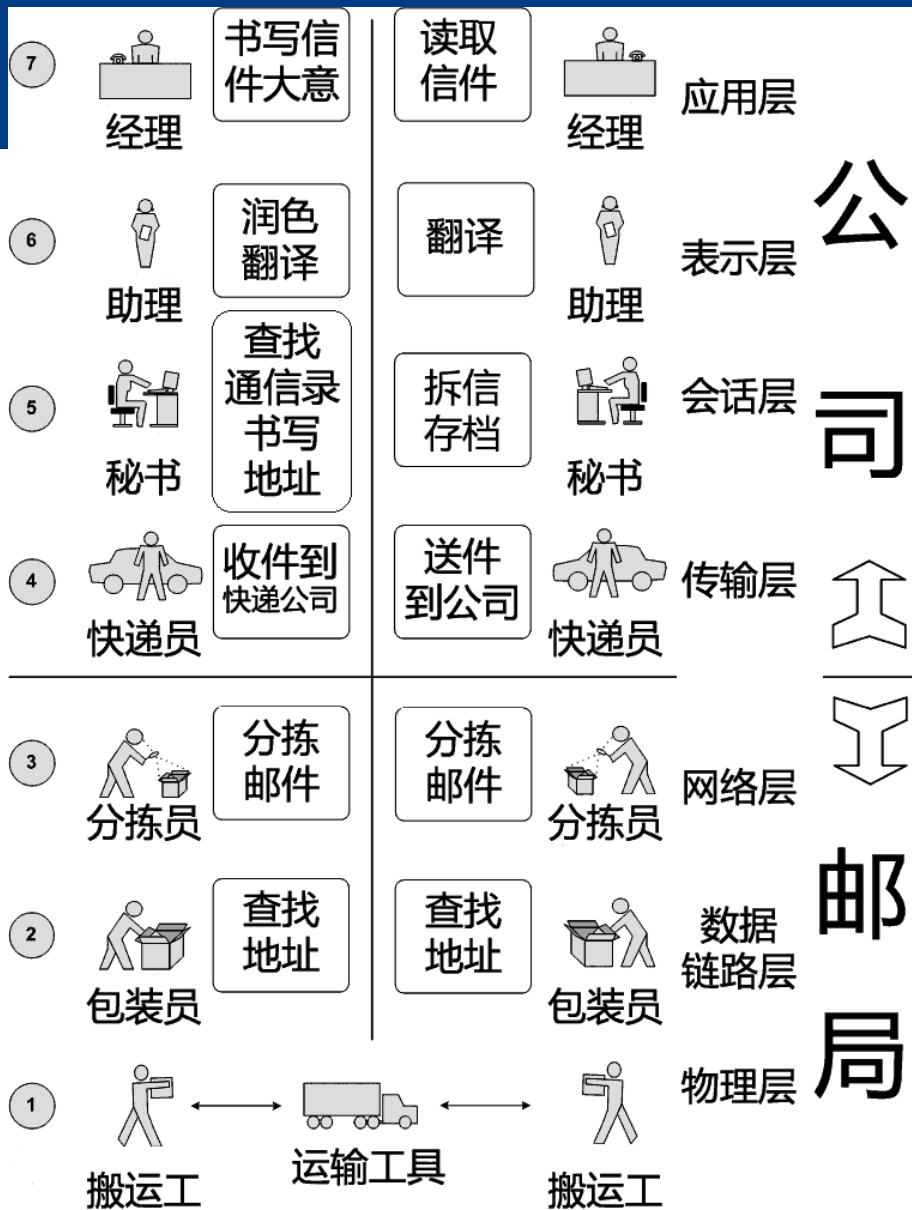 7
书写信
件大意
经理
读取
信件
经理
应用层
6
润色
翻译
助理
翻译
助理
表示层
5
查找
通信录
书写
地址
秘书
拆信
存档
秘书
会话层
4
收件到
快递公司
快递员
送件
到公司
快递员
传输层
公
司
3
分拣
邮件
分拣员
分拣
邮件
分拣员
网络层
2
查找
地址
包装员
查找
地址
包装员
数据
链路层
1
搬运工
运输工具
搬运工
物理层
邮
局